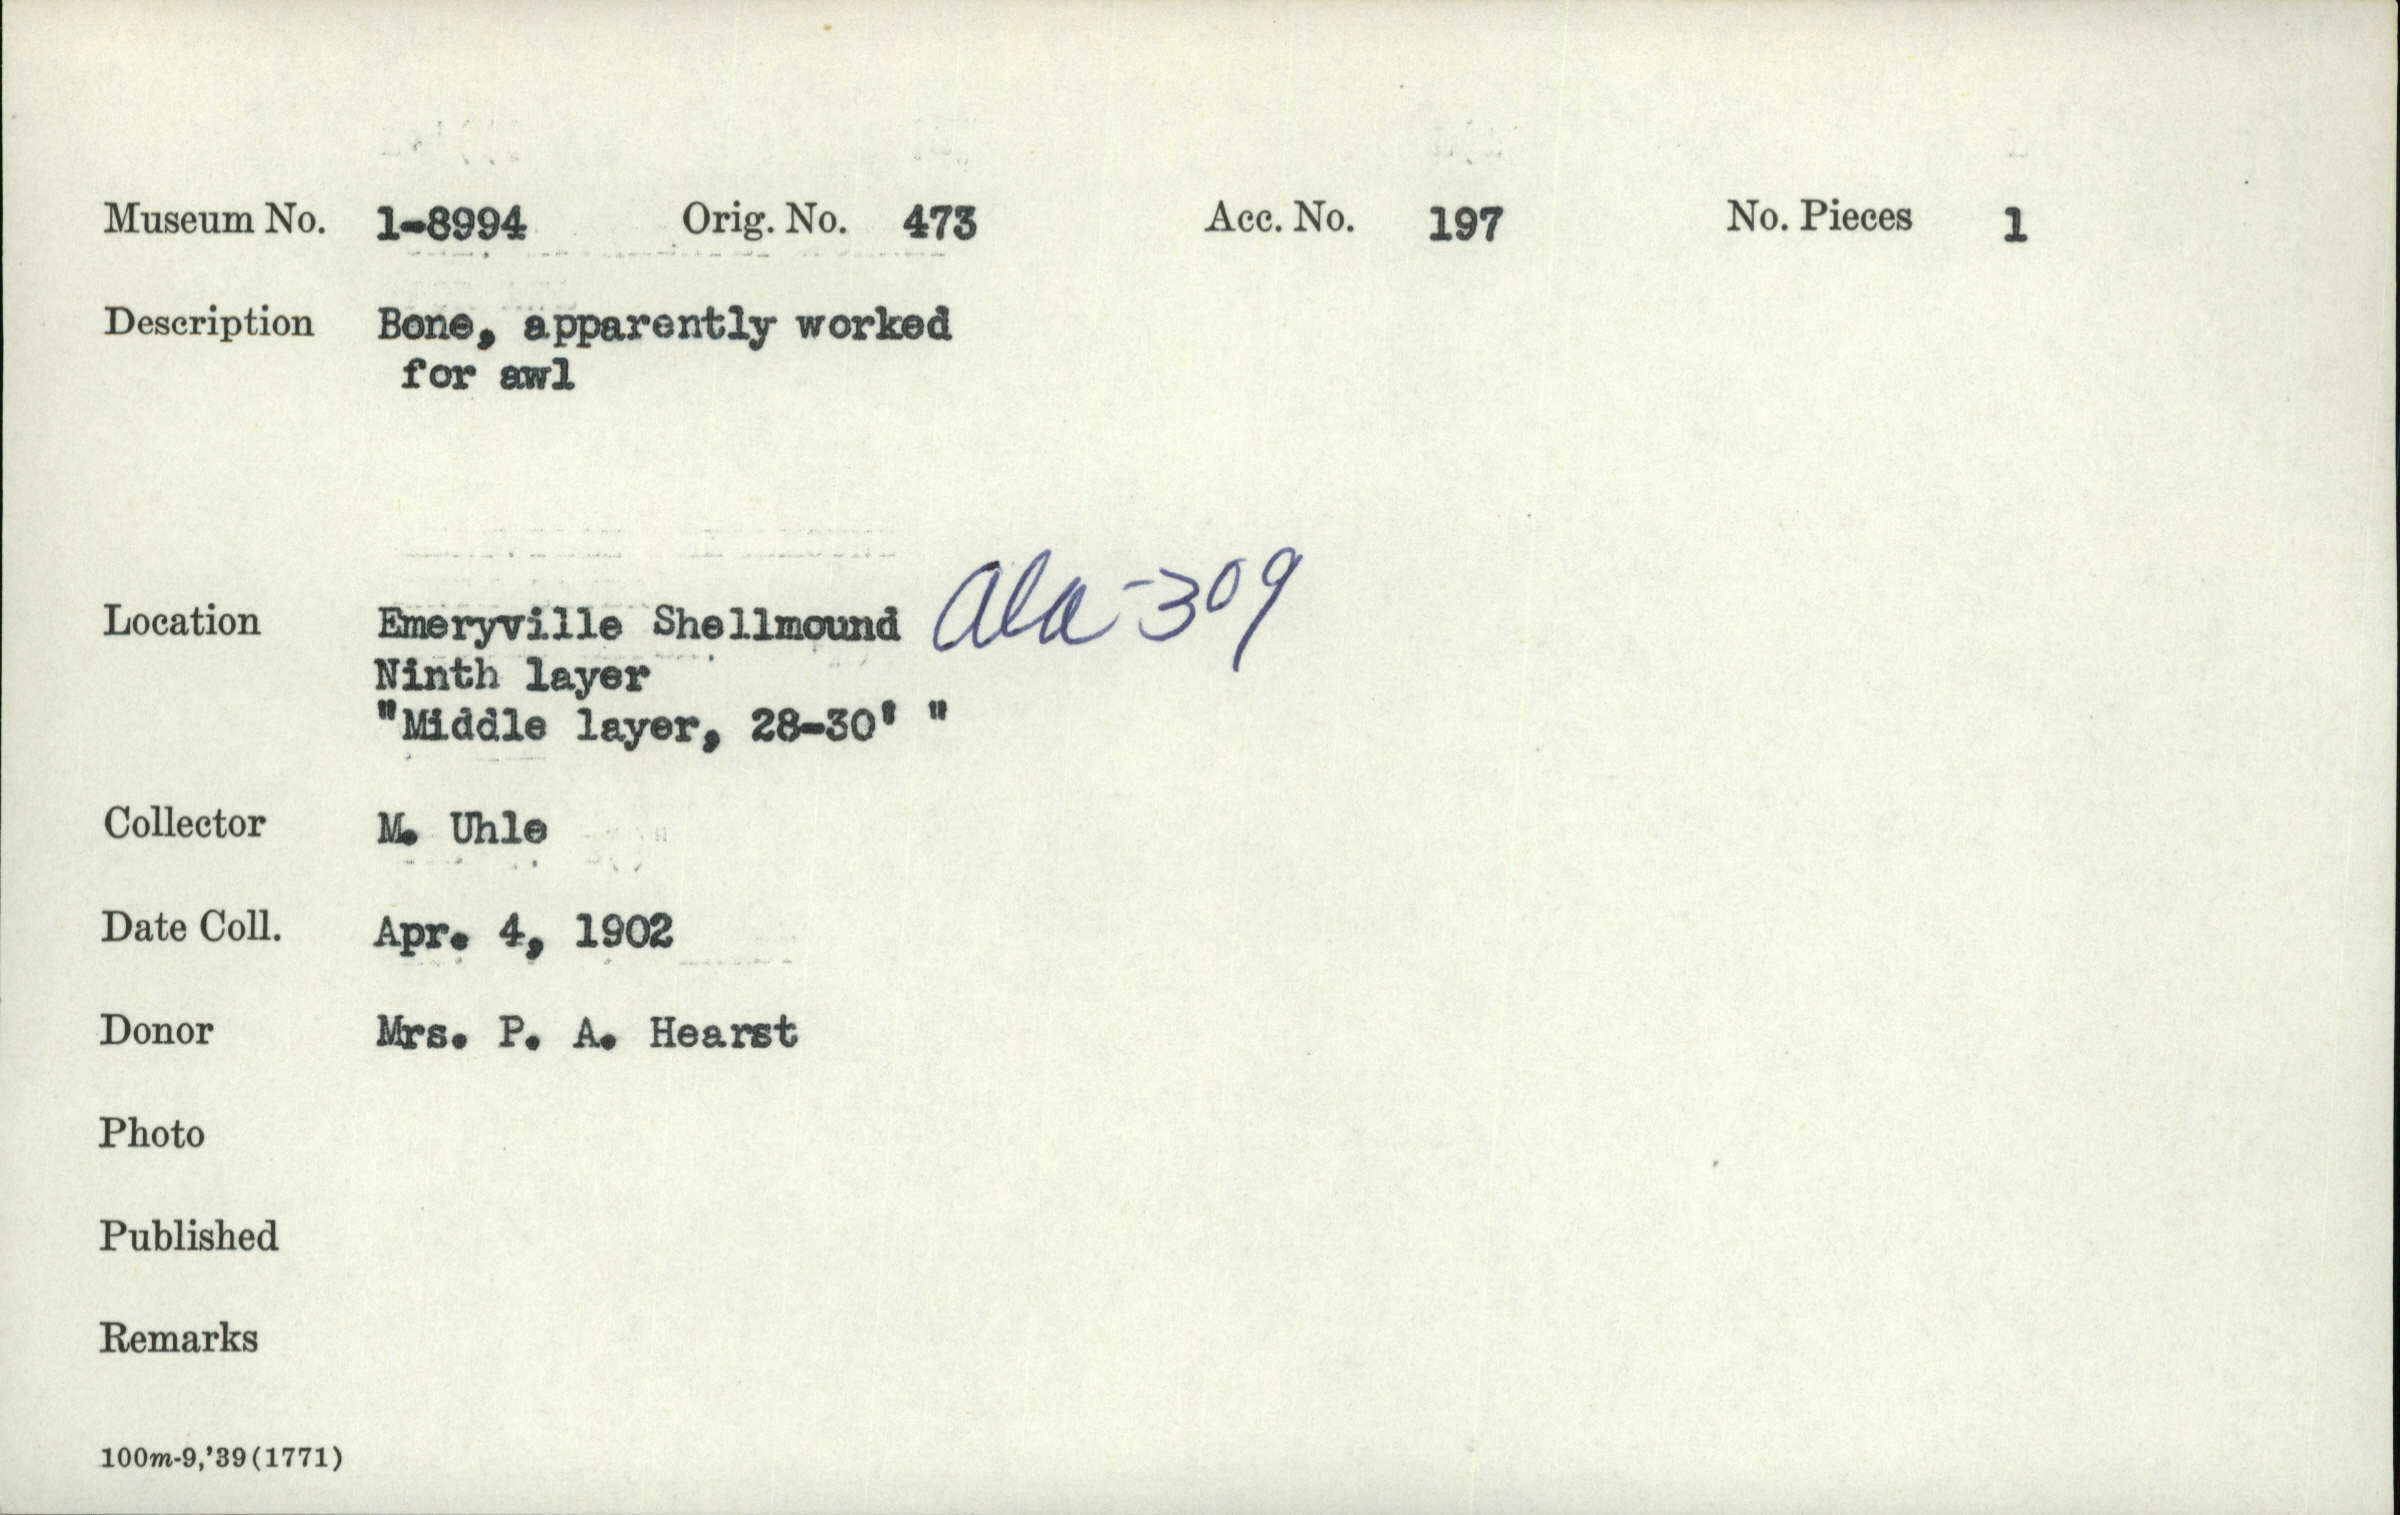 Museum No. 1-8994 Orig. No. 473 Acc. No. 197 No. Pieces 1
Description Bone, apparently worked
for awl
Location Emeryville Shellmound Ala-309
Ninth layer
"Middle layer, 28-30' "
Collector M. Uhle
Date Coll. Apr. 4, 1902
Donor Mrs. P. A. Hearst
Photo
Published
Remarks
100m-9,'39(1771)